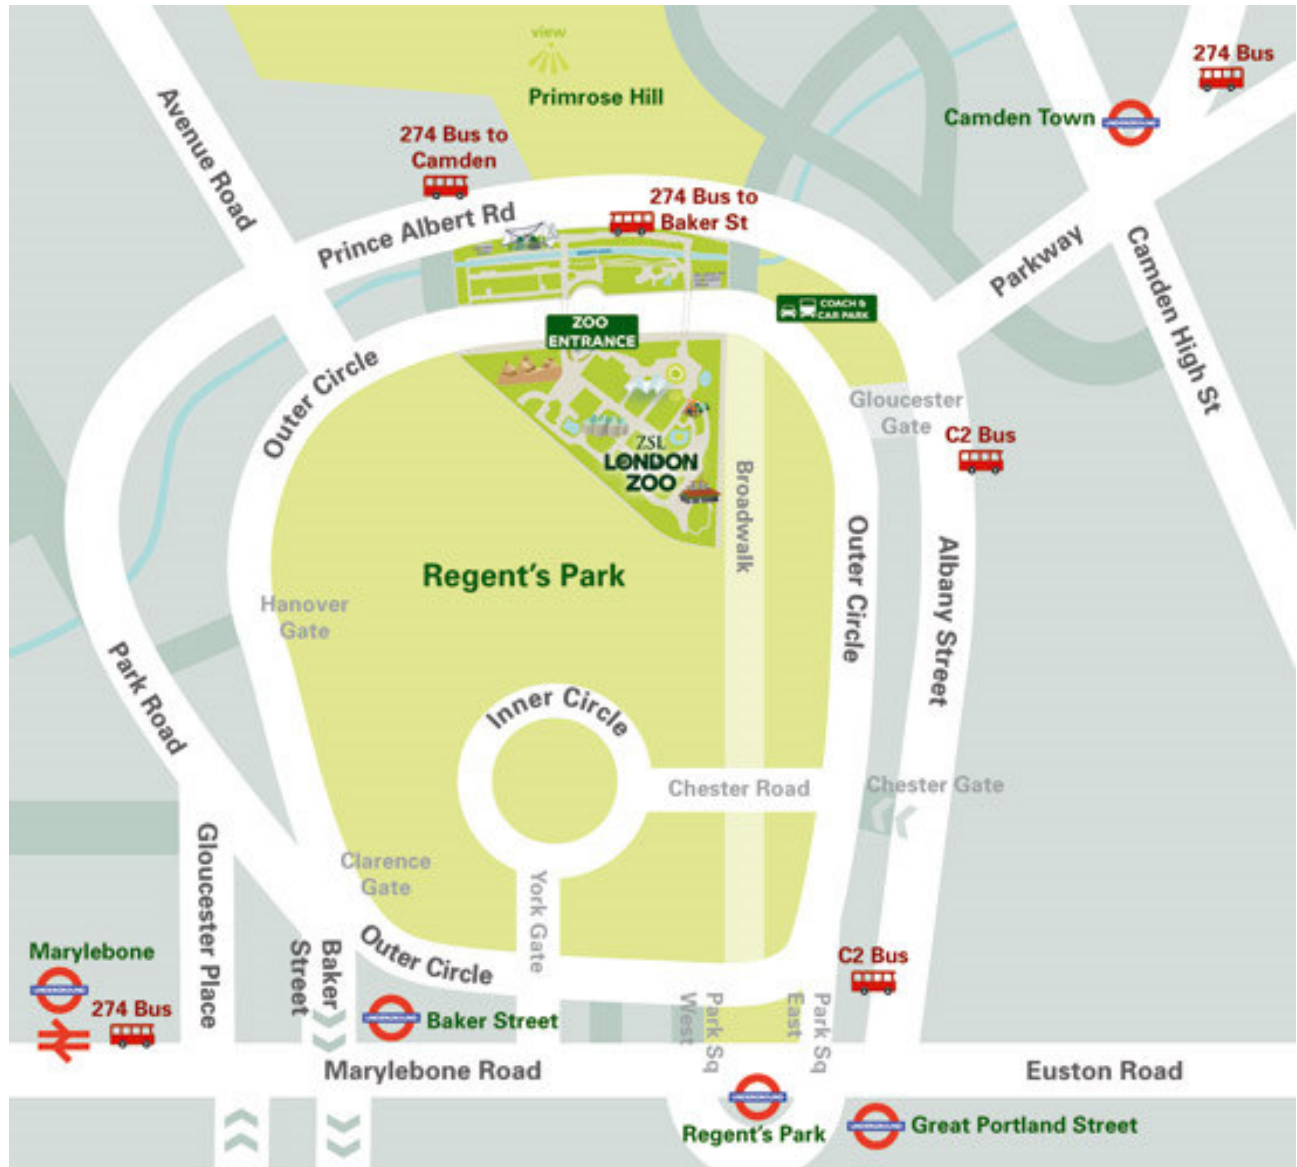 view
Primrose Hill
274 Bus
Camden Town
Avenue Road
274 Bus to
Camden
274 Bus to
Baker St
Prince Albert Rd
Parkway
Camden High St
COACH &
CAR PARK
ZOO
ENTRANCE
Outer Circle
Gloucester
Gate
C2 Bus
ZSL
LONDON
ZOO
Broadwalk
Outer Circle
Albany Street
Regent's Park
Hanover
Gate
Park Road
Inner Circle
Chester Road
Chester Gate
Gloucester Place
Clarence
Gate
York Gate
Outer Circle
Baker
Street
Marylebone
UNDERGROUND
274 Bus
C2 Bus
Baker Street
Park Sq
West
Park Sq
East
Marylebone Road
Euston Road
Regent's Park
Great Portland Street